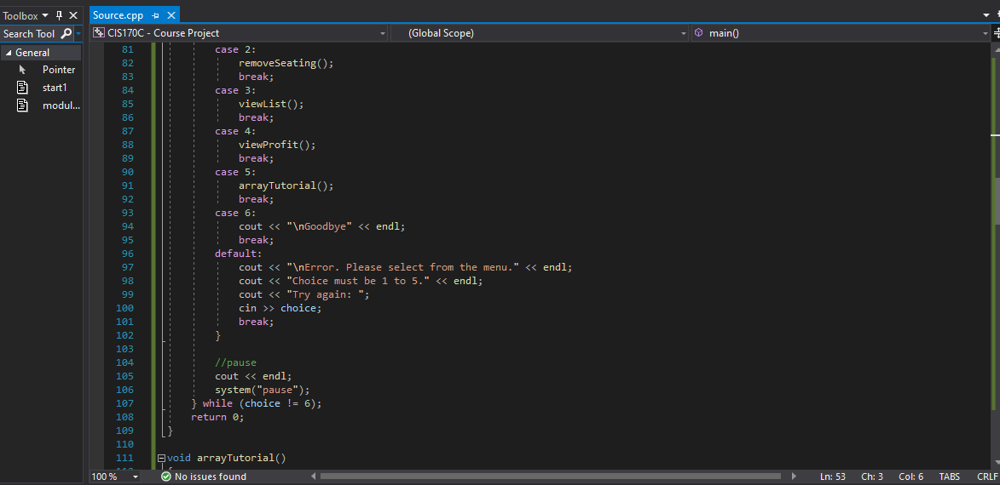 Toolbox
Source.cpp
Search Tool
CIS170C - Course Project
(Global Scope)
main()
General
Pointer
start1
modul...
81 case 2:
82 removeSeating();
83 break;
84 case 3:
85 viewList();
86 break;
87 case 4:
88 viewProfit();
89 break;
90 case 5:
91 arrayTutorial();
92 break;
93 case 6:
94 cout << "\nGoodbye" << endl;
95 break;
96 default:
97 cout << "\nError. Please select from the menu." << endl;
98 cout << "Choice must be 1 to 5." << endl;
99 cout << "Try again: ";
100 cin >> choice;
101 break;
102 }
103
104 //pause
105 cout << endl;
106 system("pause");
107 } while (choice != 6);
108 return 0;
109 }
110
111 void arrayTutorial()
100 %
No issues found
Ln: 53 Ch: 3 Col: 6 TABS CRLF